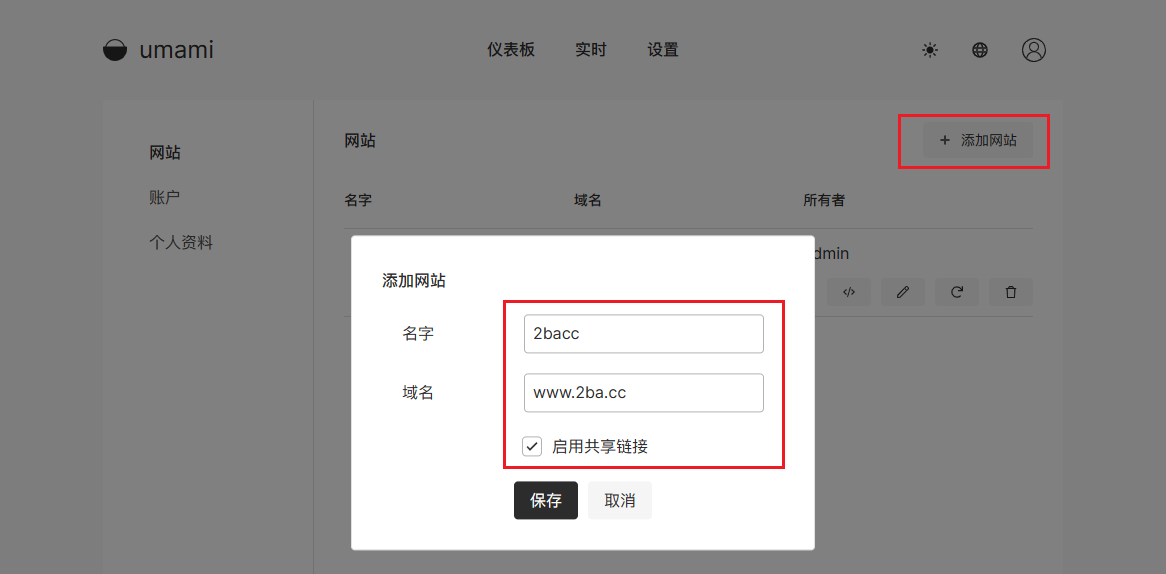 umami
仪表板 实时 设置
网站
账户
个人资料
网站
添加网站
名字 域名 所有者
dmin
添加网站
名字 2bacc
域名 www.2ba.cc
启用共享链接
保存 取消